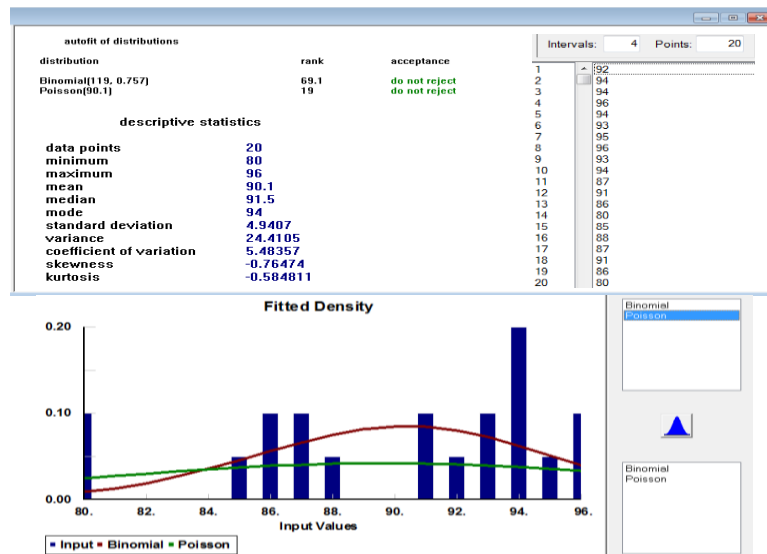 autofit of distributions
distribution rank acceptance
Binomial(119, 0.757) 69.1 do not reject
Poisson(90.1) 19 do not reject
descriptive statistics
data points 20
minimum 80
maximum 96
mean 90.1
median 91.5
mode 94
standard deviation 4.9407
variance 24.4105
coefficient of variation 5.48357
skewness -0.76474
kurtosis -0.584811
Intervals: 4 Points: 20
1 92
2 94
3 94
4 96
5 94
6 93
7 95
8 96
9 93
10 94
11 87
12 91
13 86
14 80
15 85
16 88
17 87
18 91
19 86
20 80
Fitted Density
0.20
0.10
0.00
80. 82. 84. 86. 88. 90. 92. 94. 96.
Input Values
Input Binomial Poisson
Binomial
Poisson
Binomial
Poisson